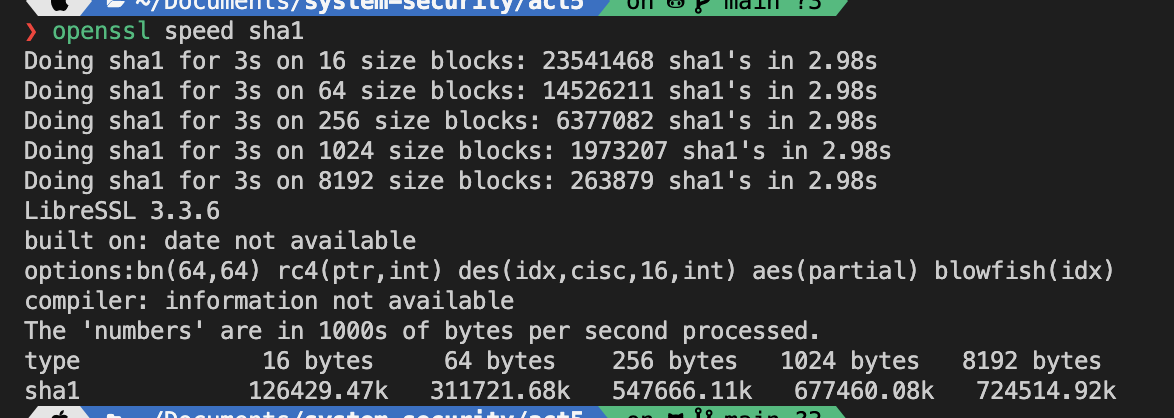 ~/Documents/system-security/act5 on main ?3
❯ openssl speed sha1
Doing sha1 for 3s on 16 size blocks: 23541468 sha1's in 2.98s
Doing sha1 for 3s on 64 size blocks: 14526211 sha1's in 2.98s
Doing sha1 for 3s on 256 size blocks: 6377082 sha1's in 2.98s
Doing sha1 for 3s on 1024 size blocks: 1973207 sha1's in 2.98s
Doing sha1 for 3s on 8192 size blocks: 263879 sha1's in 2.98s
LibreSSL 3.3.6
built on: date not available
options:bn(64,64) rc4(ptr,int) des(idx,cisc,16,int) aes(partial) blowfish(idx)
compiler: information not available
The 'numbers' are in 1000s of bytes per second processed.
type 16 bytes 64 bytes 256 bytes 1024 bytes 8192 bytes
sha1 126429.47k 311721.68k 547666.11k 677460.08k 724514.92k
~/Documents/system-security/act5 on main ?3